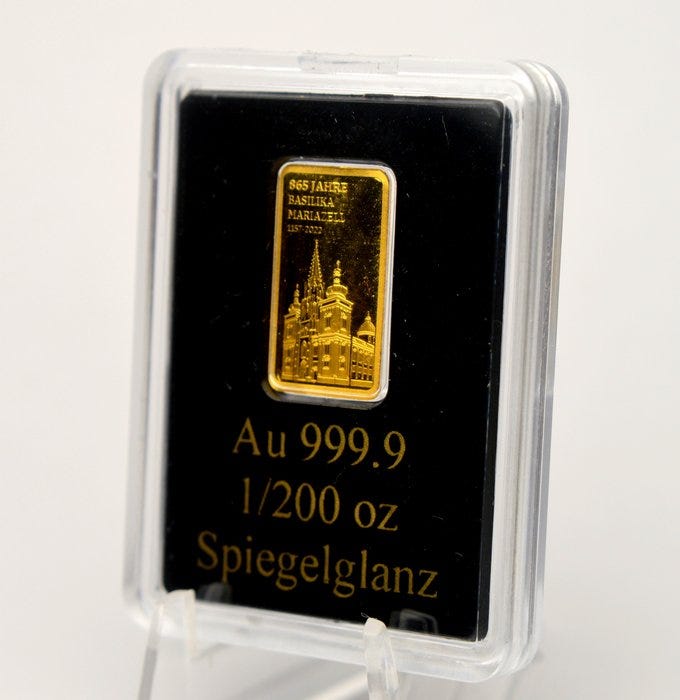 865 JAHRE
BASILIKA
MARIAZELL
1157-2022
Au 999.9
1/200 oz
Spiegelglanz